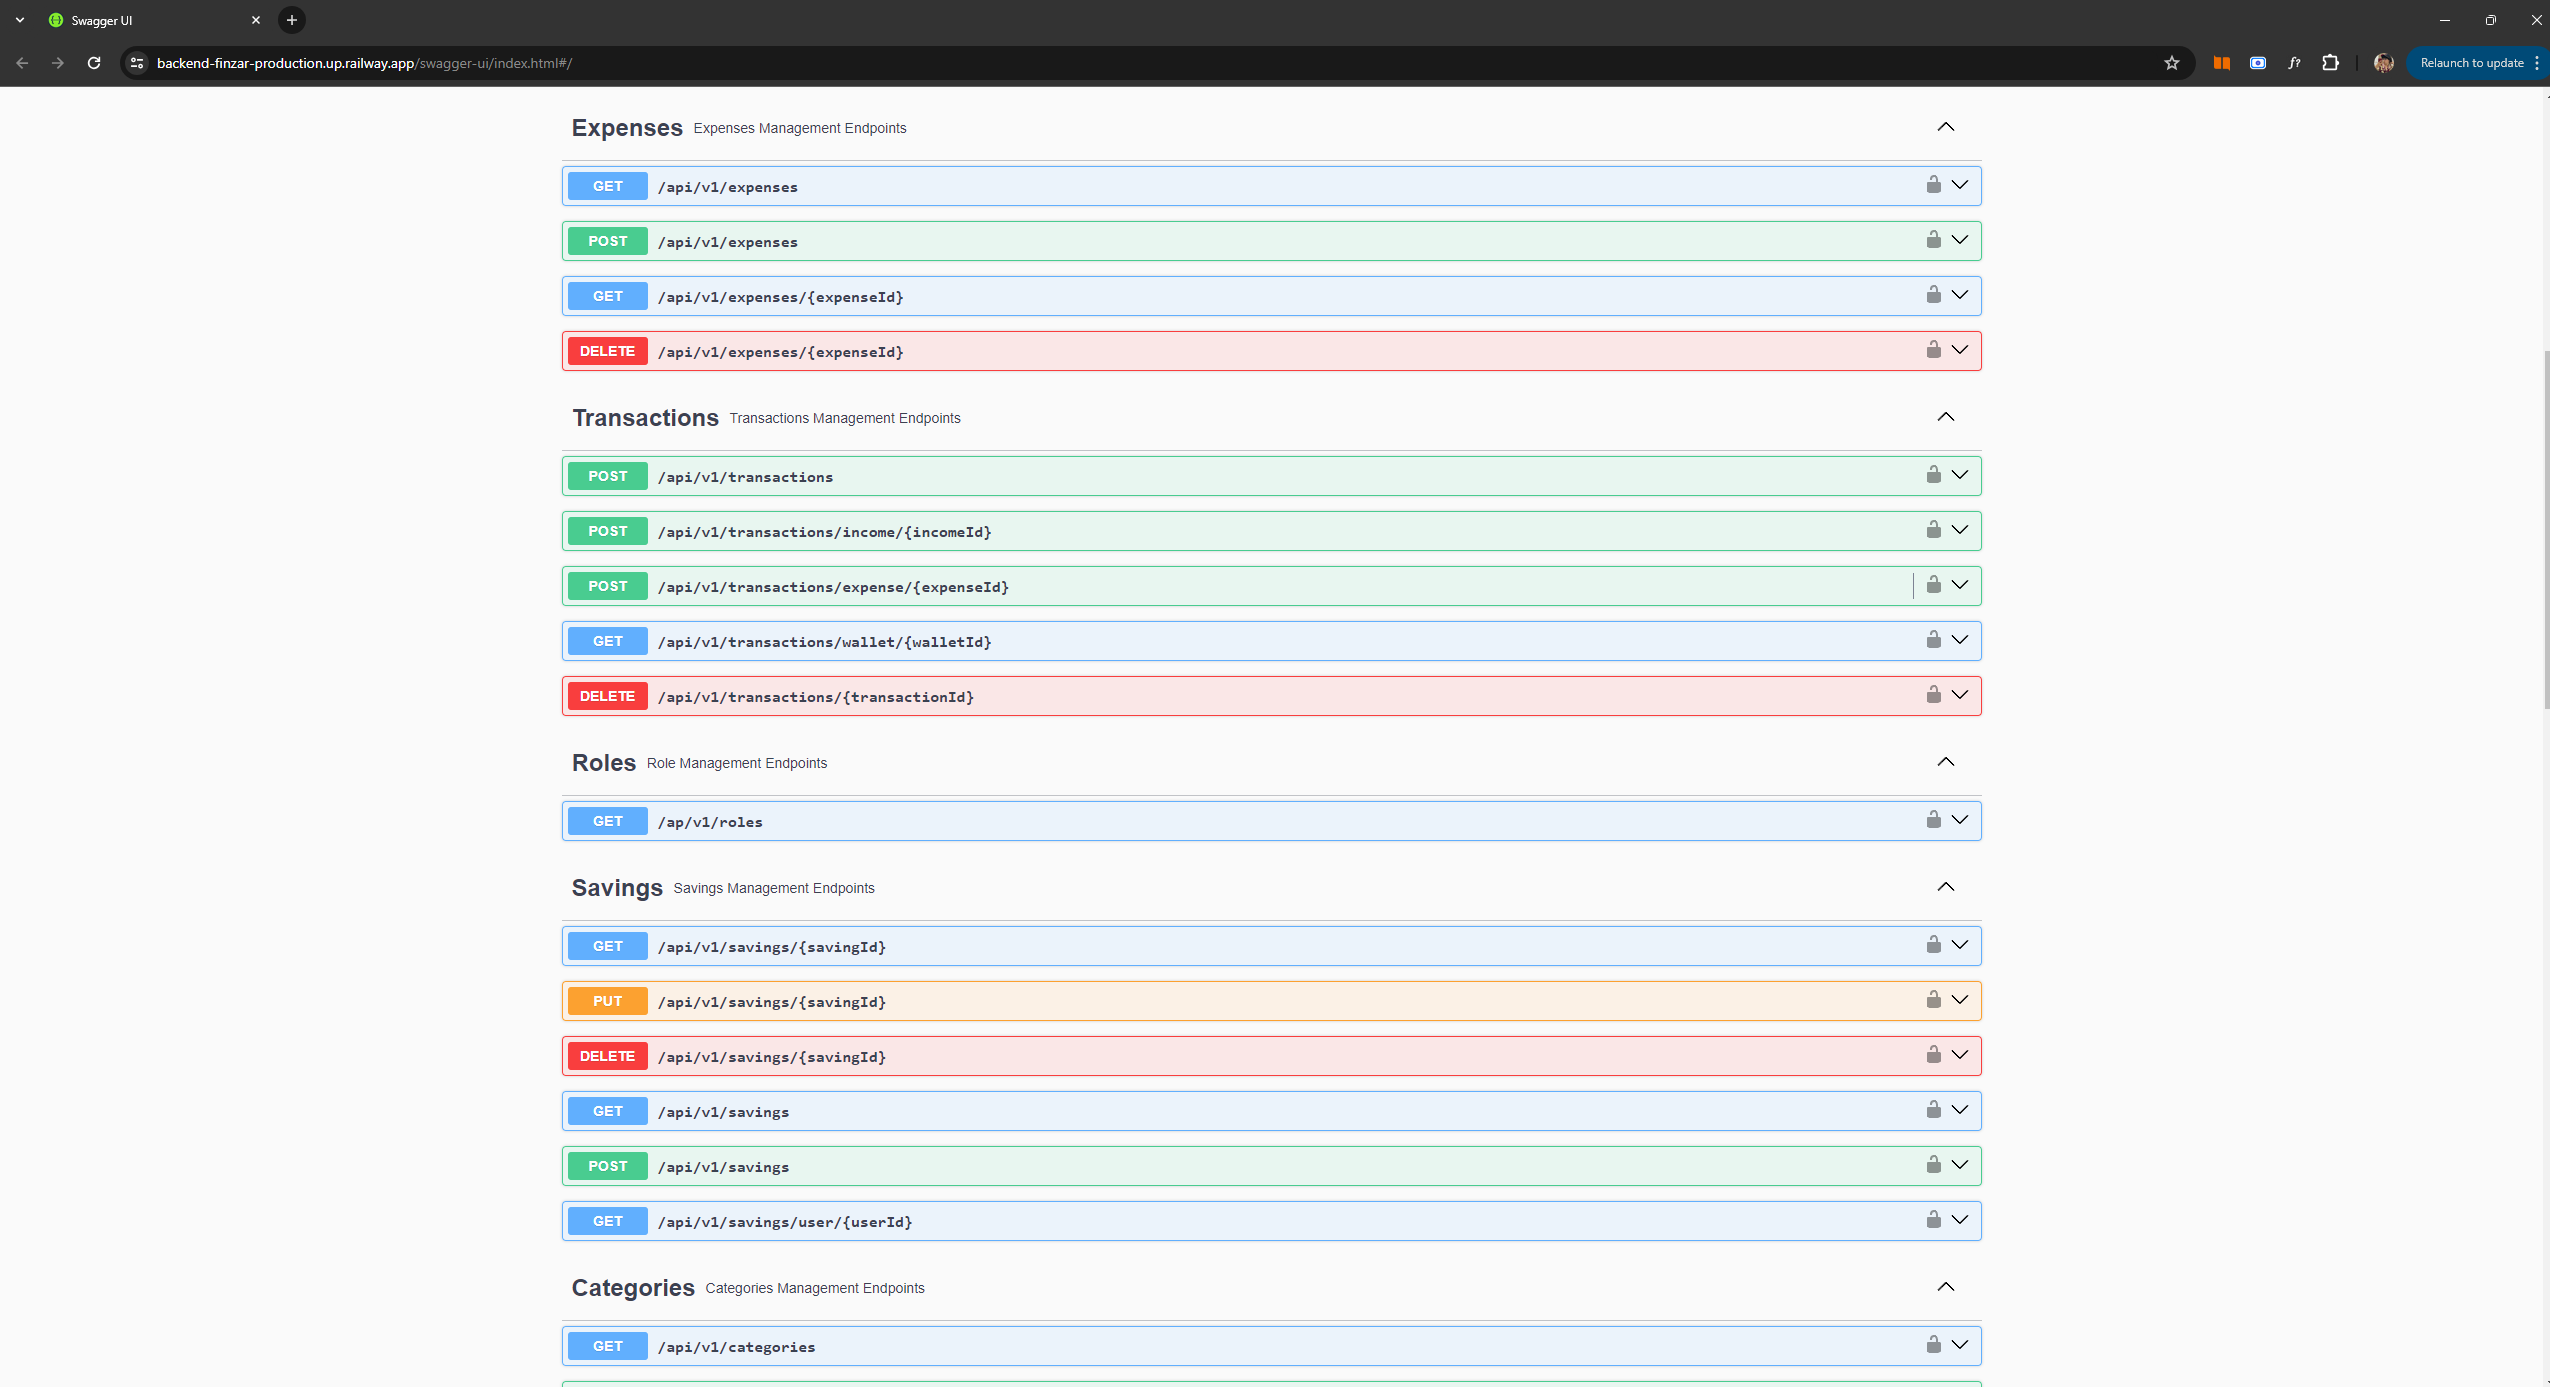 Swagger UI
backend-finzar-production.up.railway.app/swagger-ui/index.html#/
f?
Relaunch to update
Expenses Expenses Management Endpoints
GET /api/v1/expenses
POST /api/v1/expenses
GET /api/v1/expenses/{expenseId}
DELETE /api/v1/expenses/{expenseId}
Transactions Transactions Management Endpoints
POST /api/v1/transactions
POST /api/v1/transactions/income/{incomeId}
POST /api/v1/transactions/expense/{expenseId}
GET /api/v1/transactions/wallet/{walletId}
DELETE /api/v1/transactions/{transactionId}
Roles Role Management Endpoints
GET /ap/v1/roles
Savings Savings Management Endpoints
GET /api/v1/savings/{savingId}
PUT /api/v1/savings/{savingId}
DELETE /api/v1/savings/{savingId}
GET /api/v1/savings
POST /api/v1/savings
GET /api/v1/savings/user/{userId}
Categories Categories Management Endpoints
GET /api/v1/categories